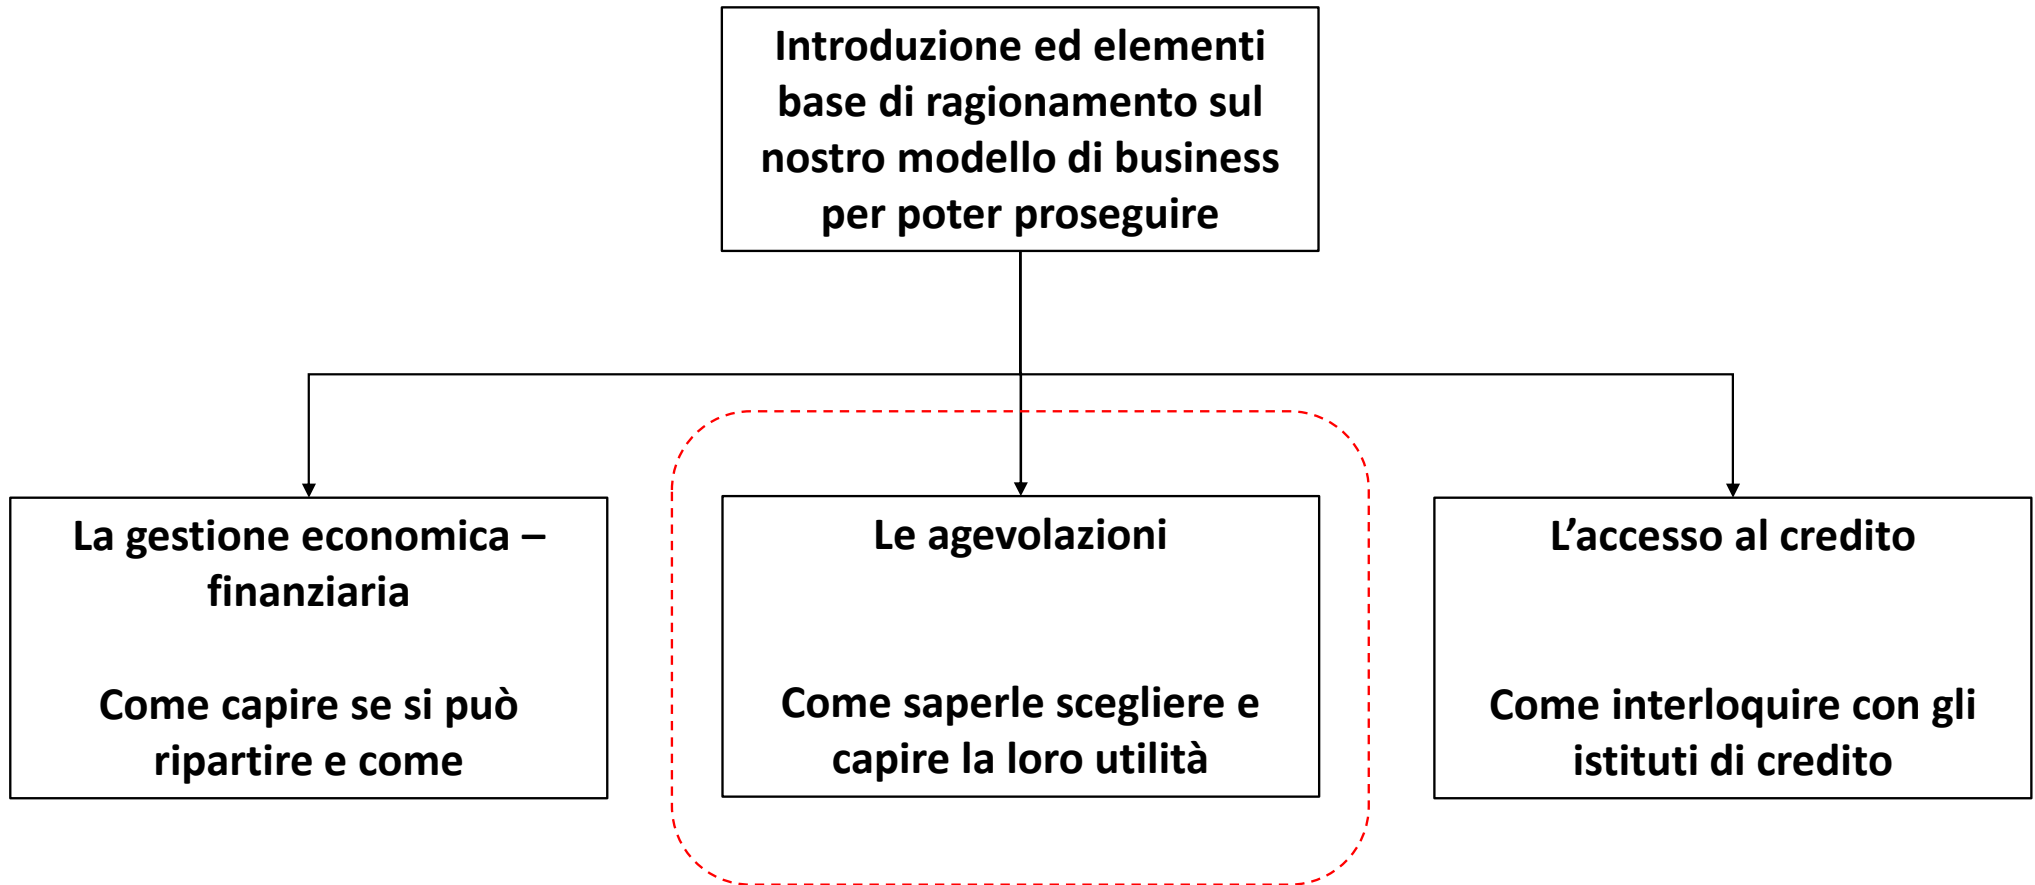 Introduzione ed elementi
base di ragionamento sul
nostro modello di business
per poter proseguire
La gestione economica –
finanziaria
Come capire se si può
ripartire e come
Le agevolazioni
Come saperle scegliere e
capire la loro utilità
L’accesso al credito
Come interloquire con gli
istituti di credito